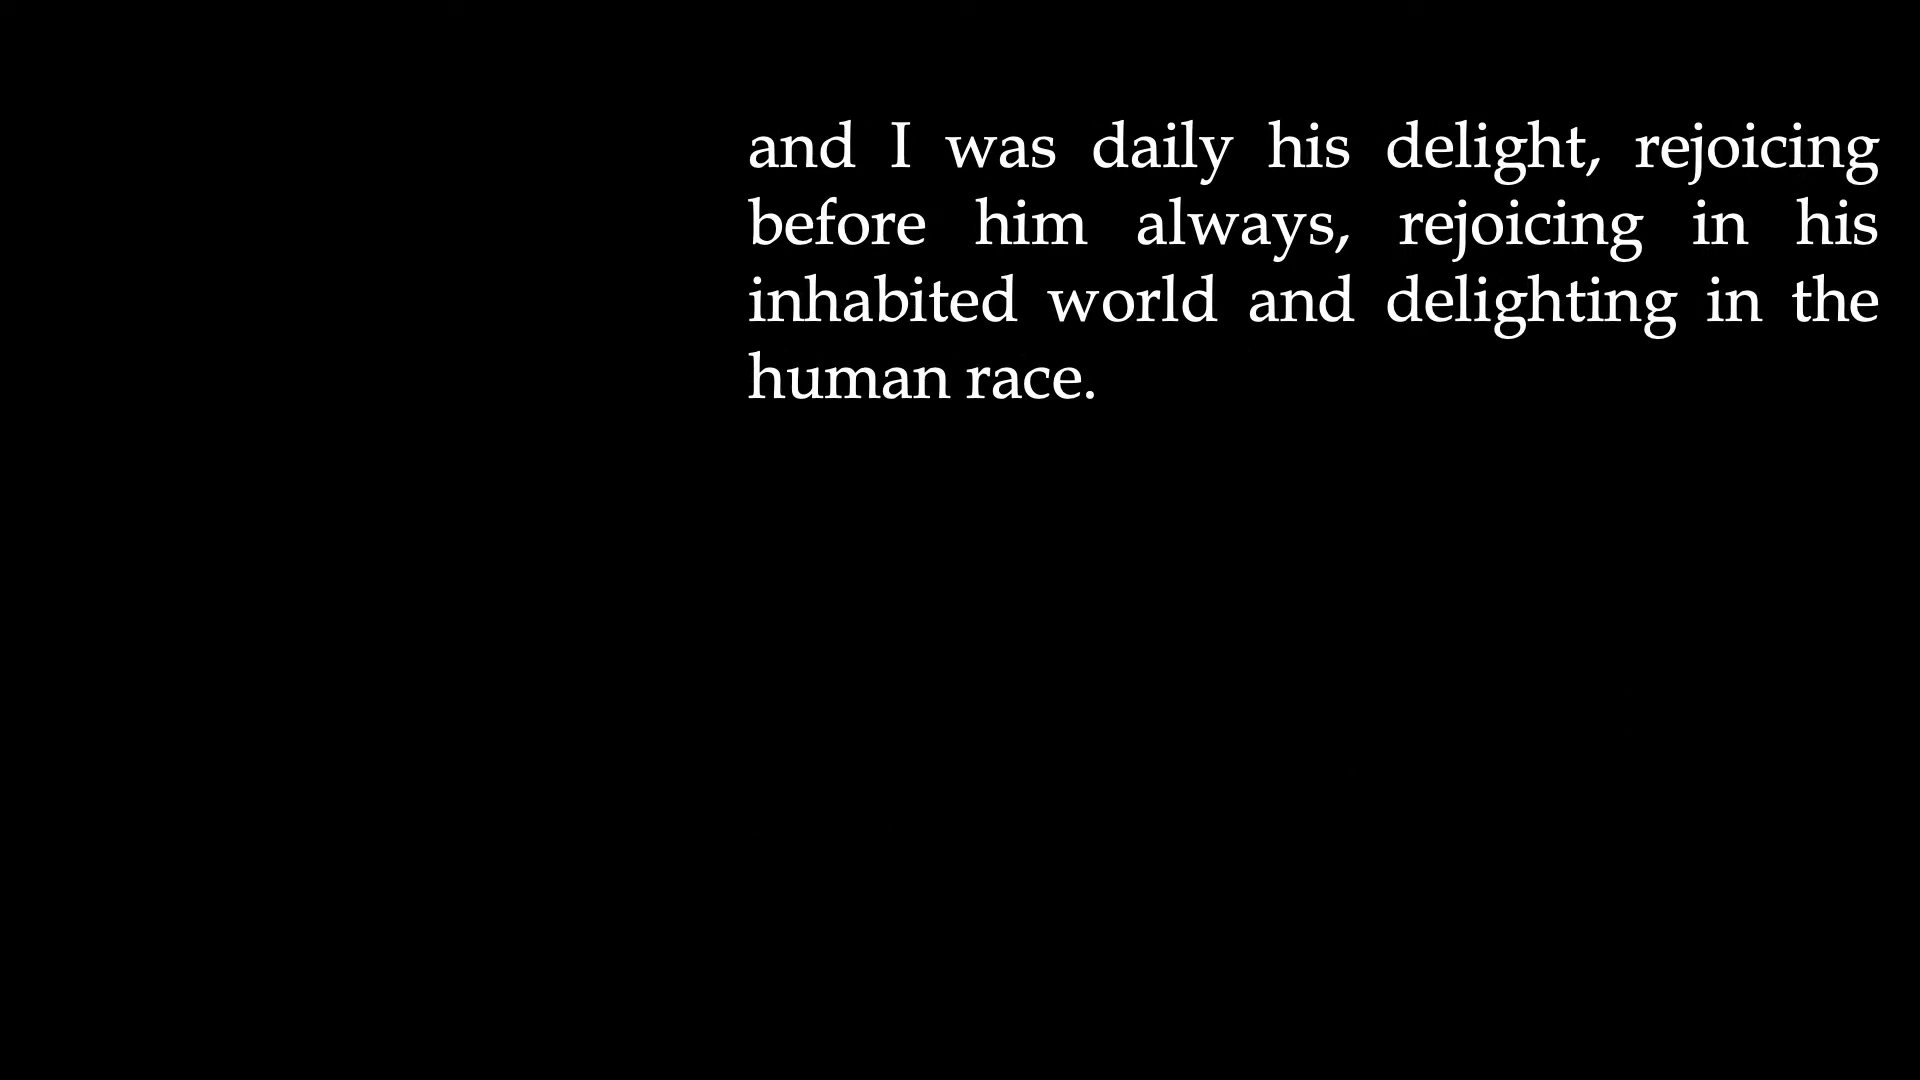 and I was daily his delight, rejoicing
before him always, rejoicing in his
inhabited world and delighting in the
human race.